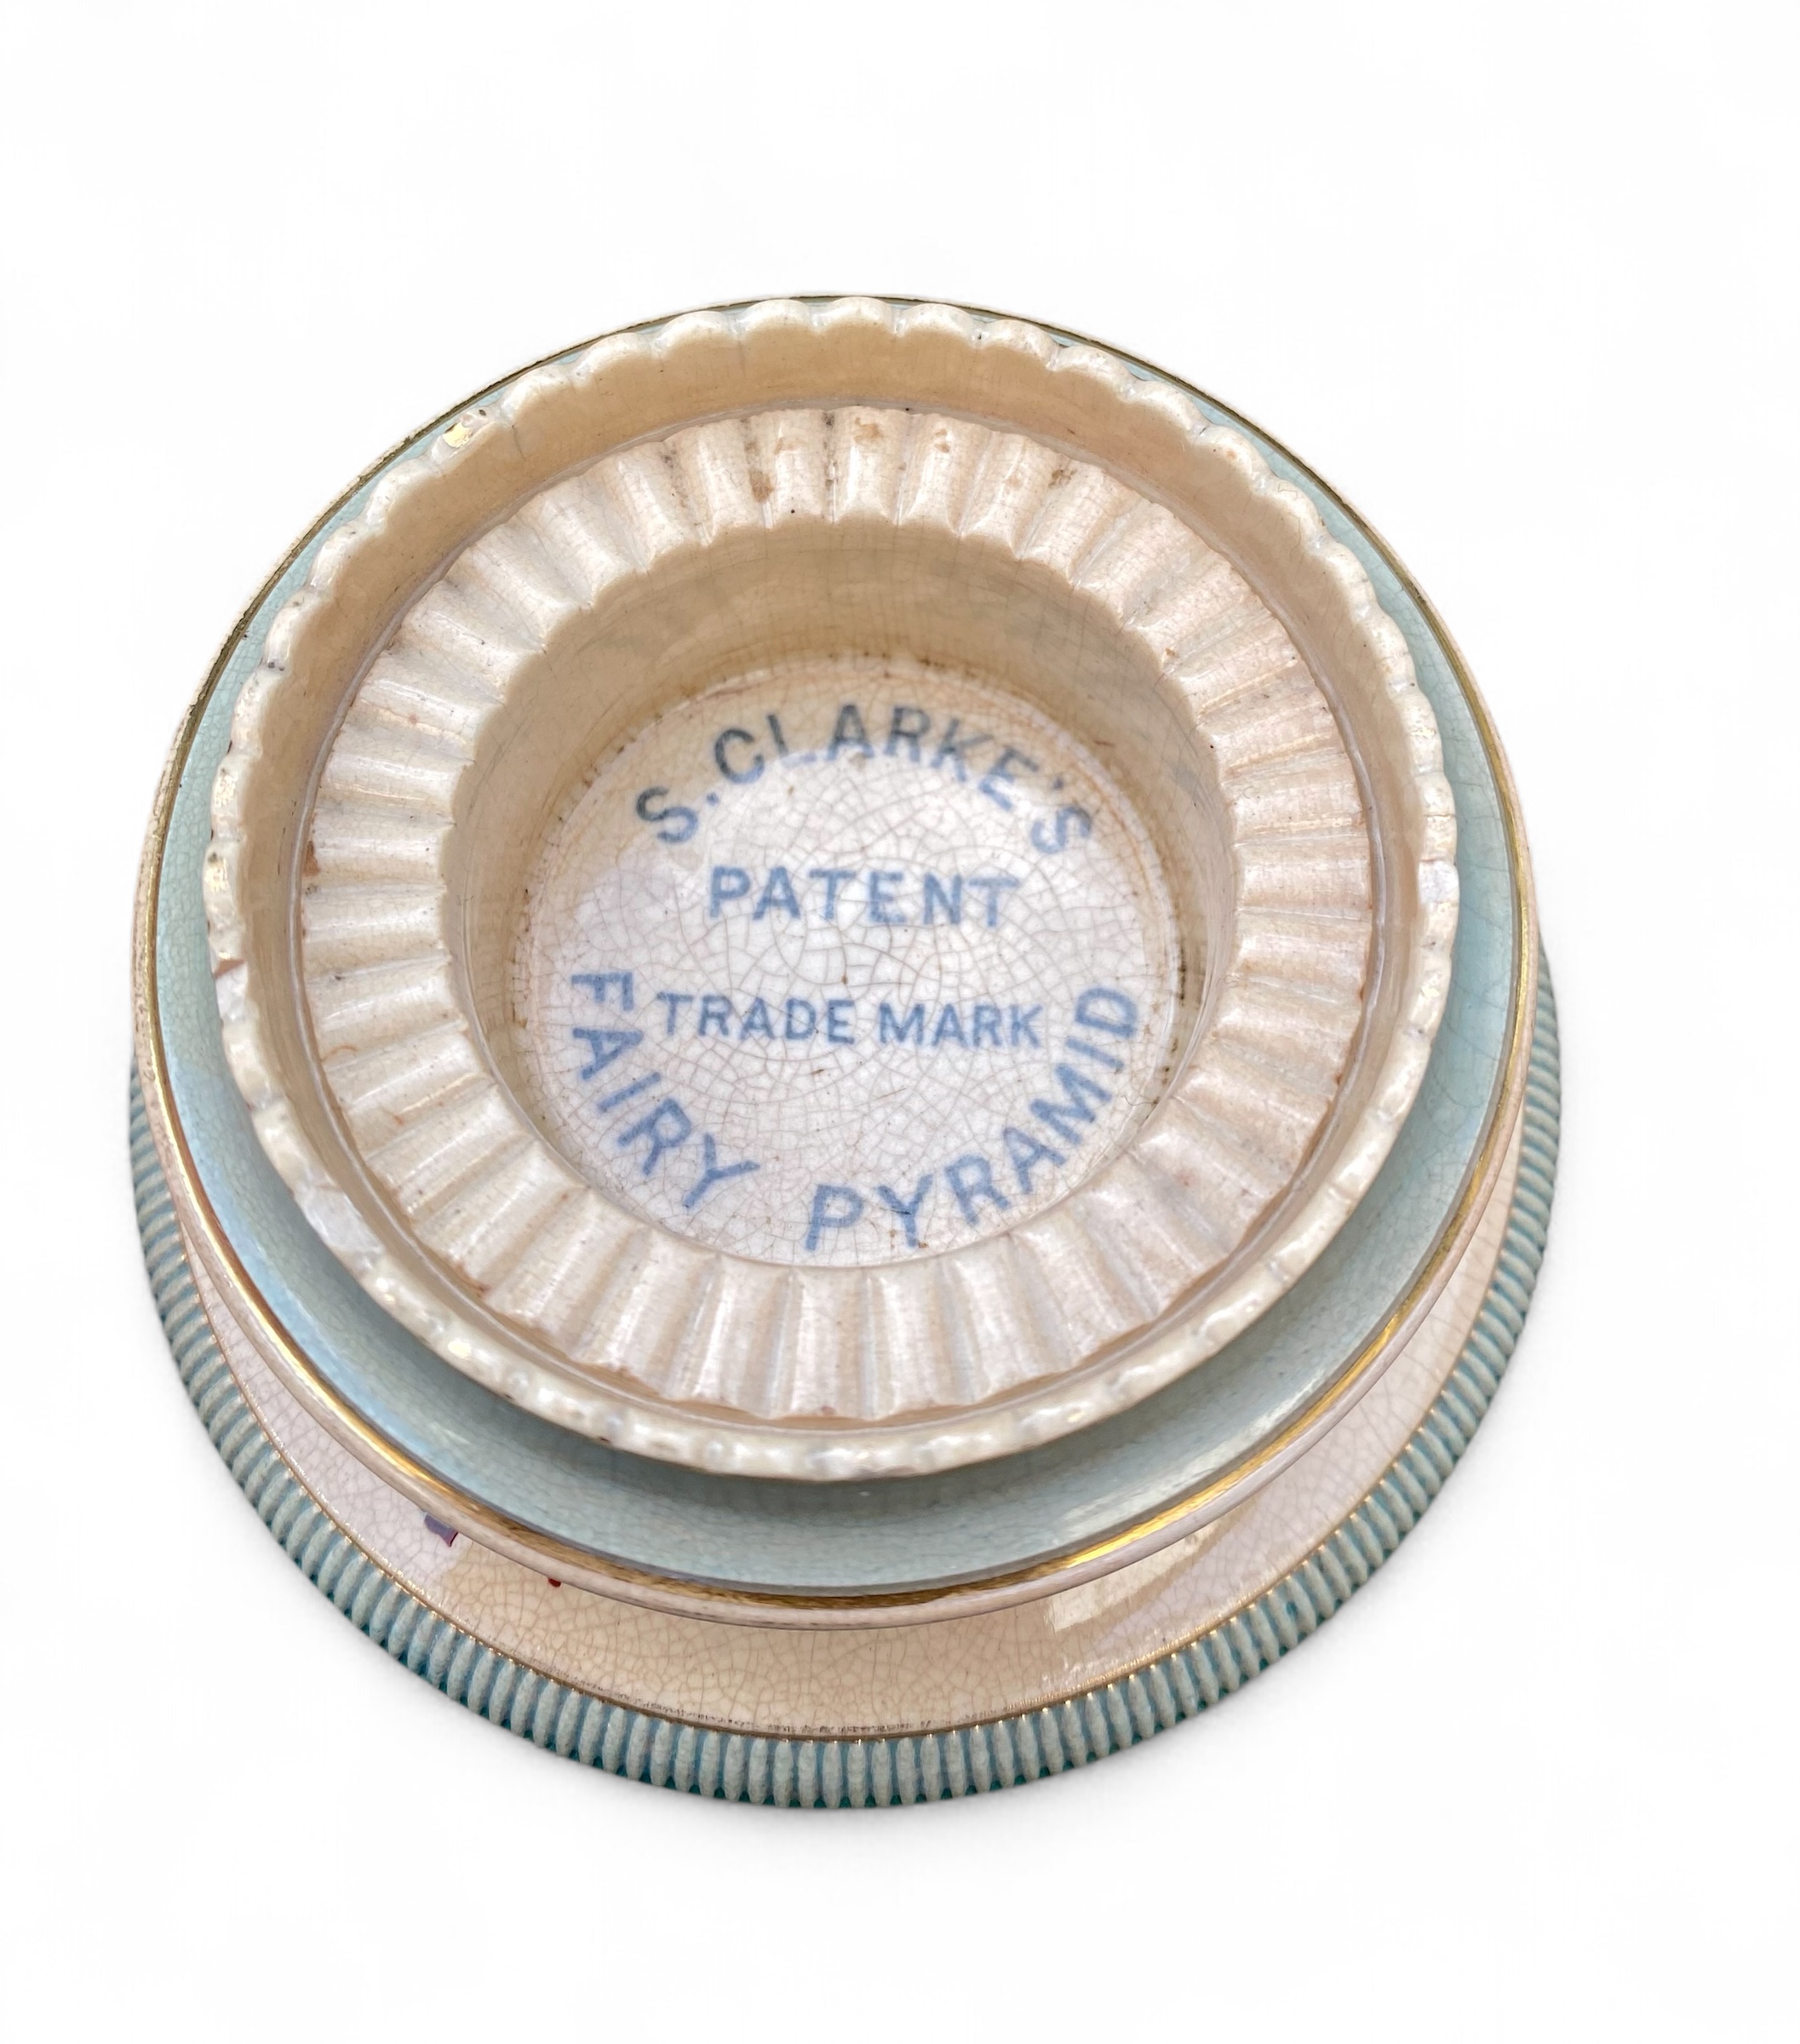 S. CLARKE'S
PATENT
TRADE MARK
FAIRY PYRAMID